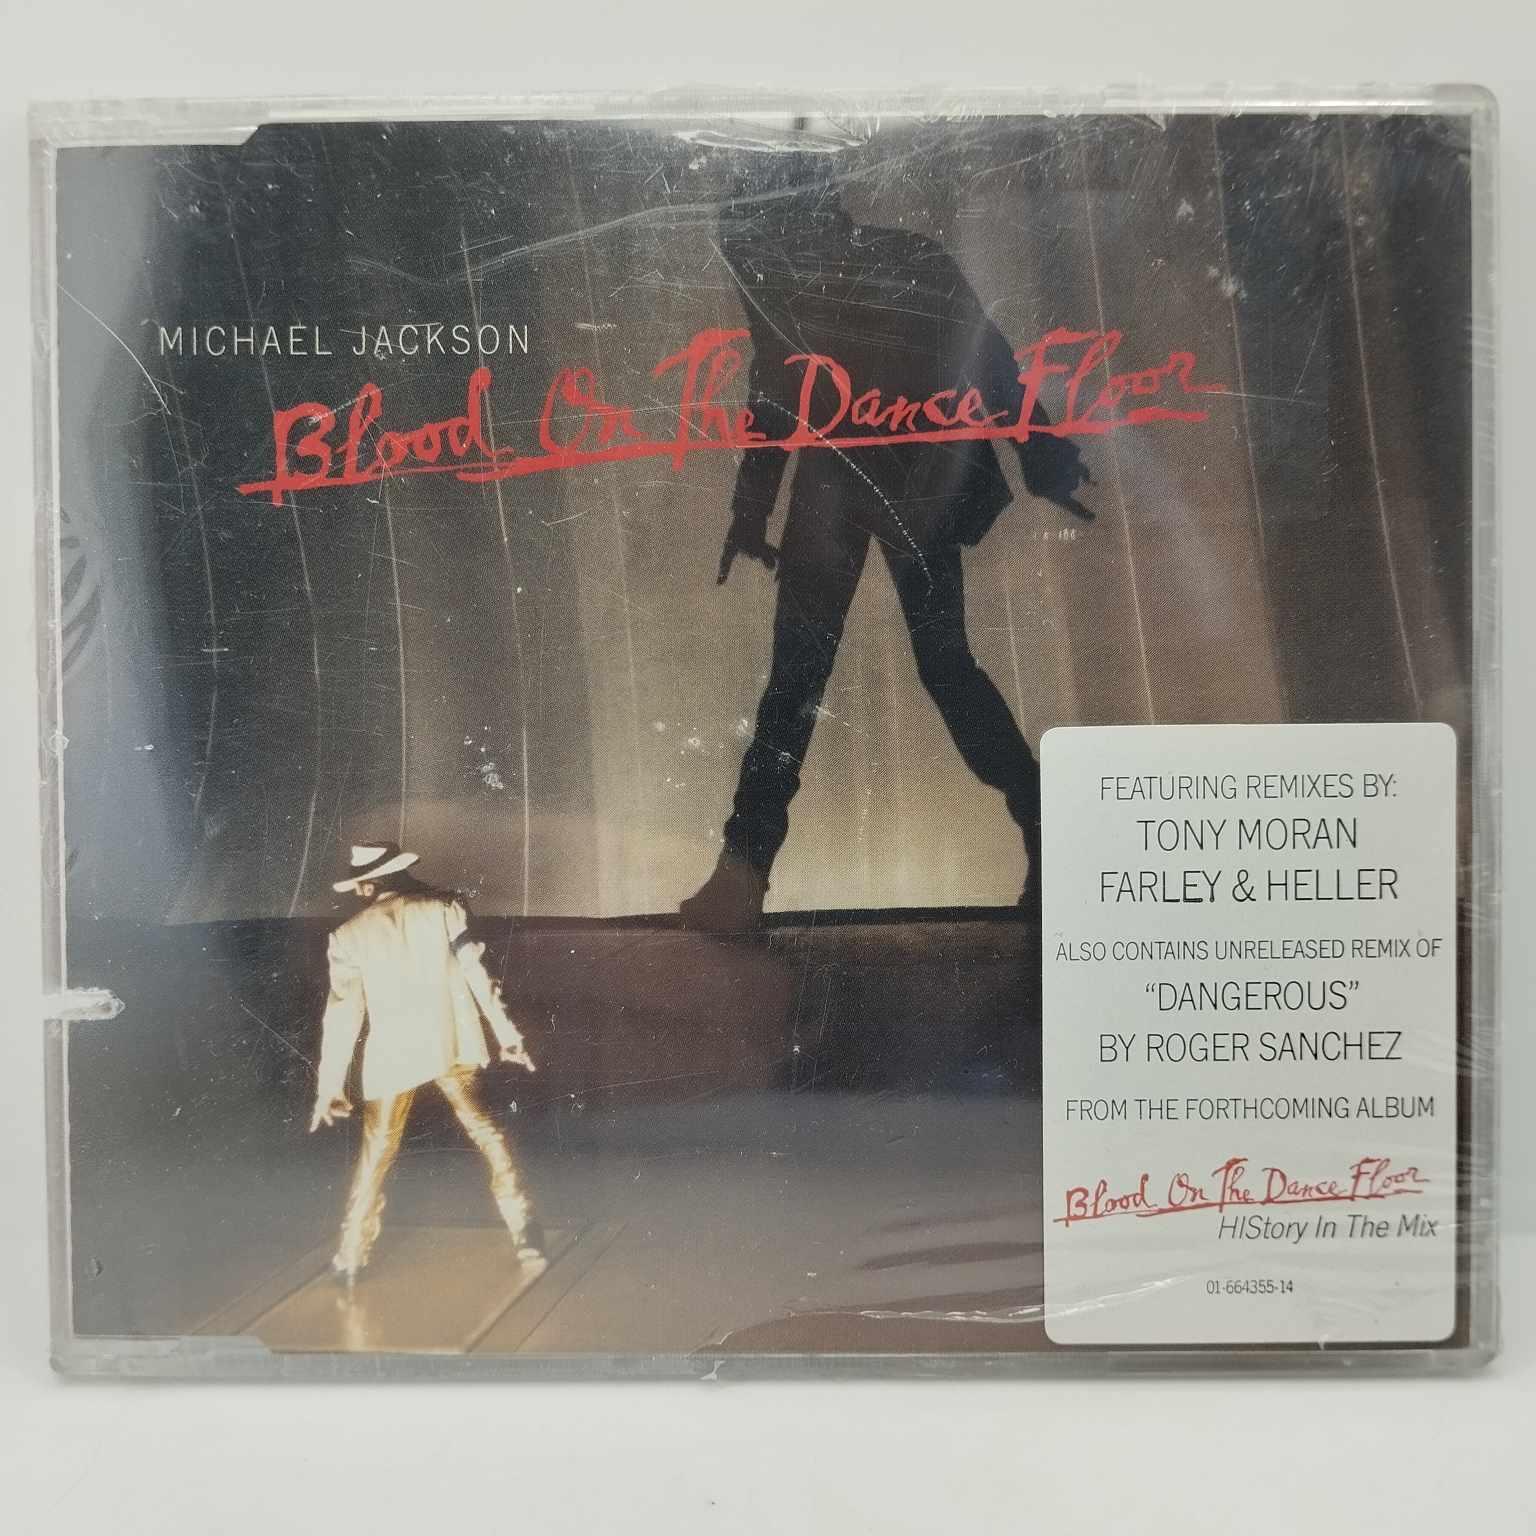 MICHAEL JACKSON
Blood On The Dance Floor
FEATURING REMIXES BY:
TONY MORAN
FARLEY & HELLER
ALSO CONTAINS UNRELEASED REMIX OF
“DANGEROUS”
BY ROGER SANCHEZ
FROM THE FORTHCOMING ALBUM
Blood On The Dance Floor
HIStory In The Mix
01-664355-14